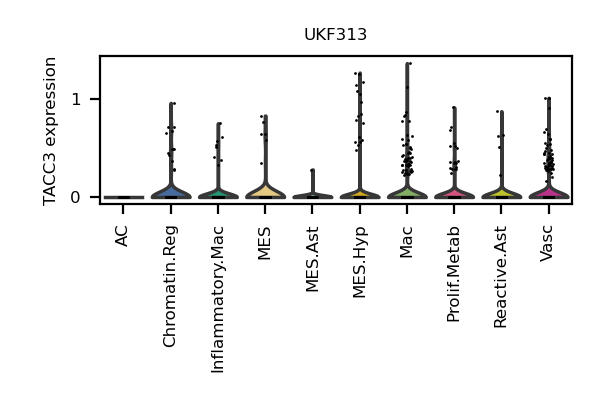 UKF313
TACC3 expression
1
0
AC
Chromatin.Reg
Inflammatory.Mac
MES
MES.Ast
MES.Hyp
Mac
Prolif.Metab
Reactive.Ast
Vasc